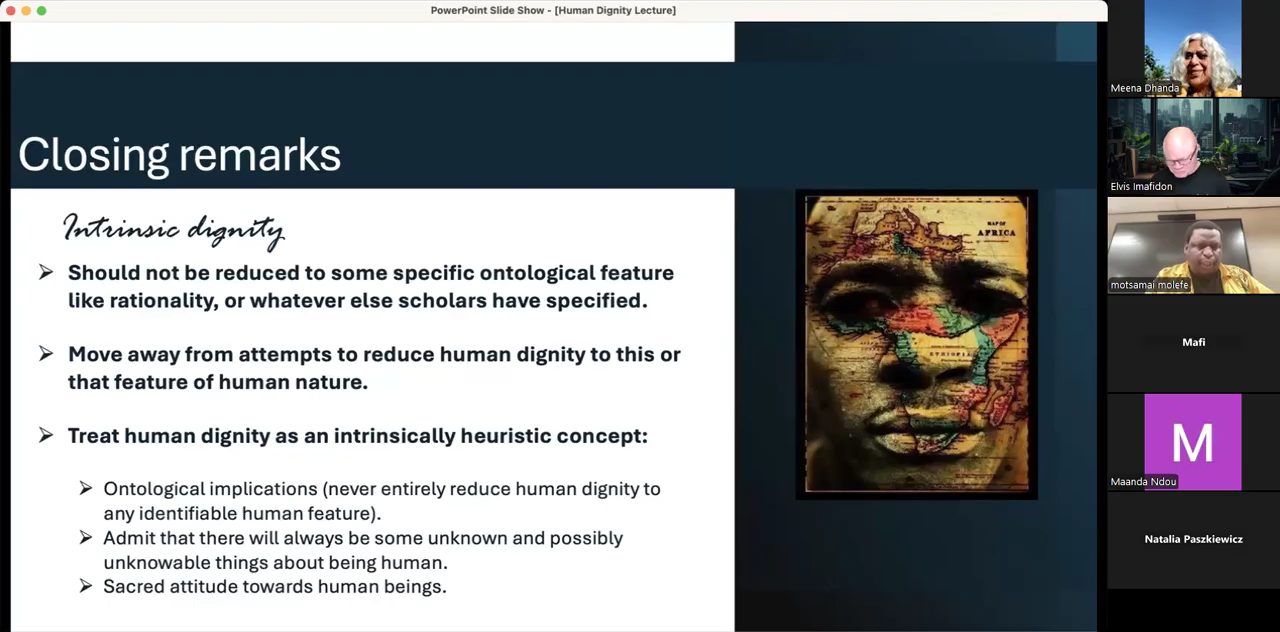 PowerPoint Slide Show - [Human Dignity Lecture]
Closing remarks
Intrinsic dignity
➢ Should not be reduced to some specific ontological feature
like rationality, or whatever else scholars have specified.
➢ Move away from attempts to reduce human dignity to this or
that feature of human nature.
➢ Treat human dignity as an intrinsically heuristic concept:
➢ Ontological implications (never entirely reduce human dignity to
any identifiable human feature).
➢ Admit that there will always be some unknown and possibly
unknowable things about being human.
➢ Sacred attitude towards human beings.
MAP OF
AFRICA
ETHIOPIA
Meena Dhanda
Elvis Imafidon
motsamai molefe
Mafi
M
Maanda Ndou
Natalia Paszkiewicz